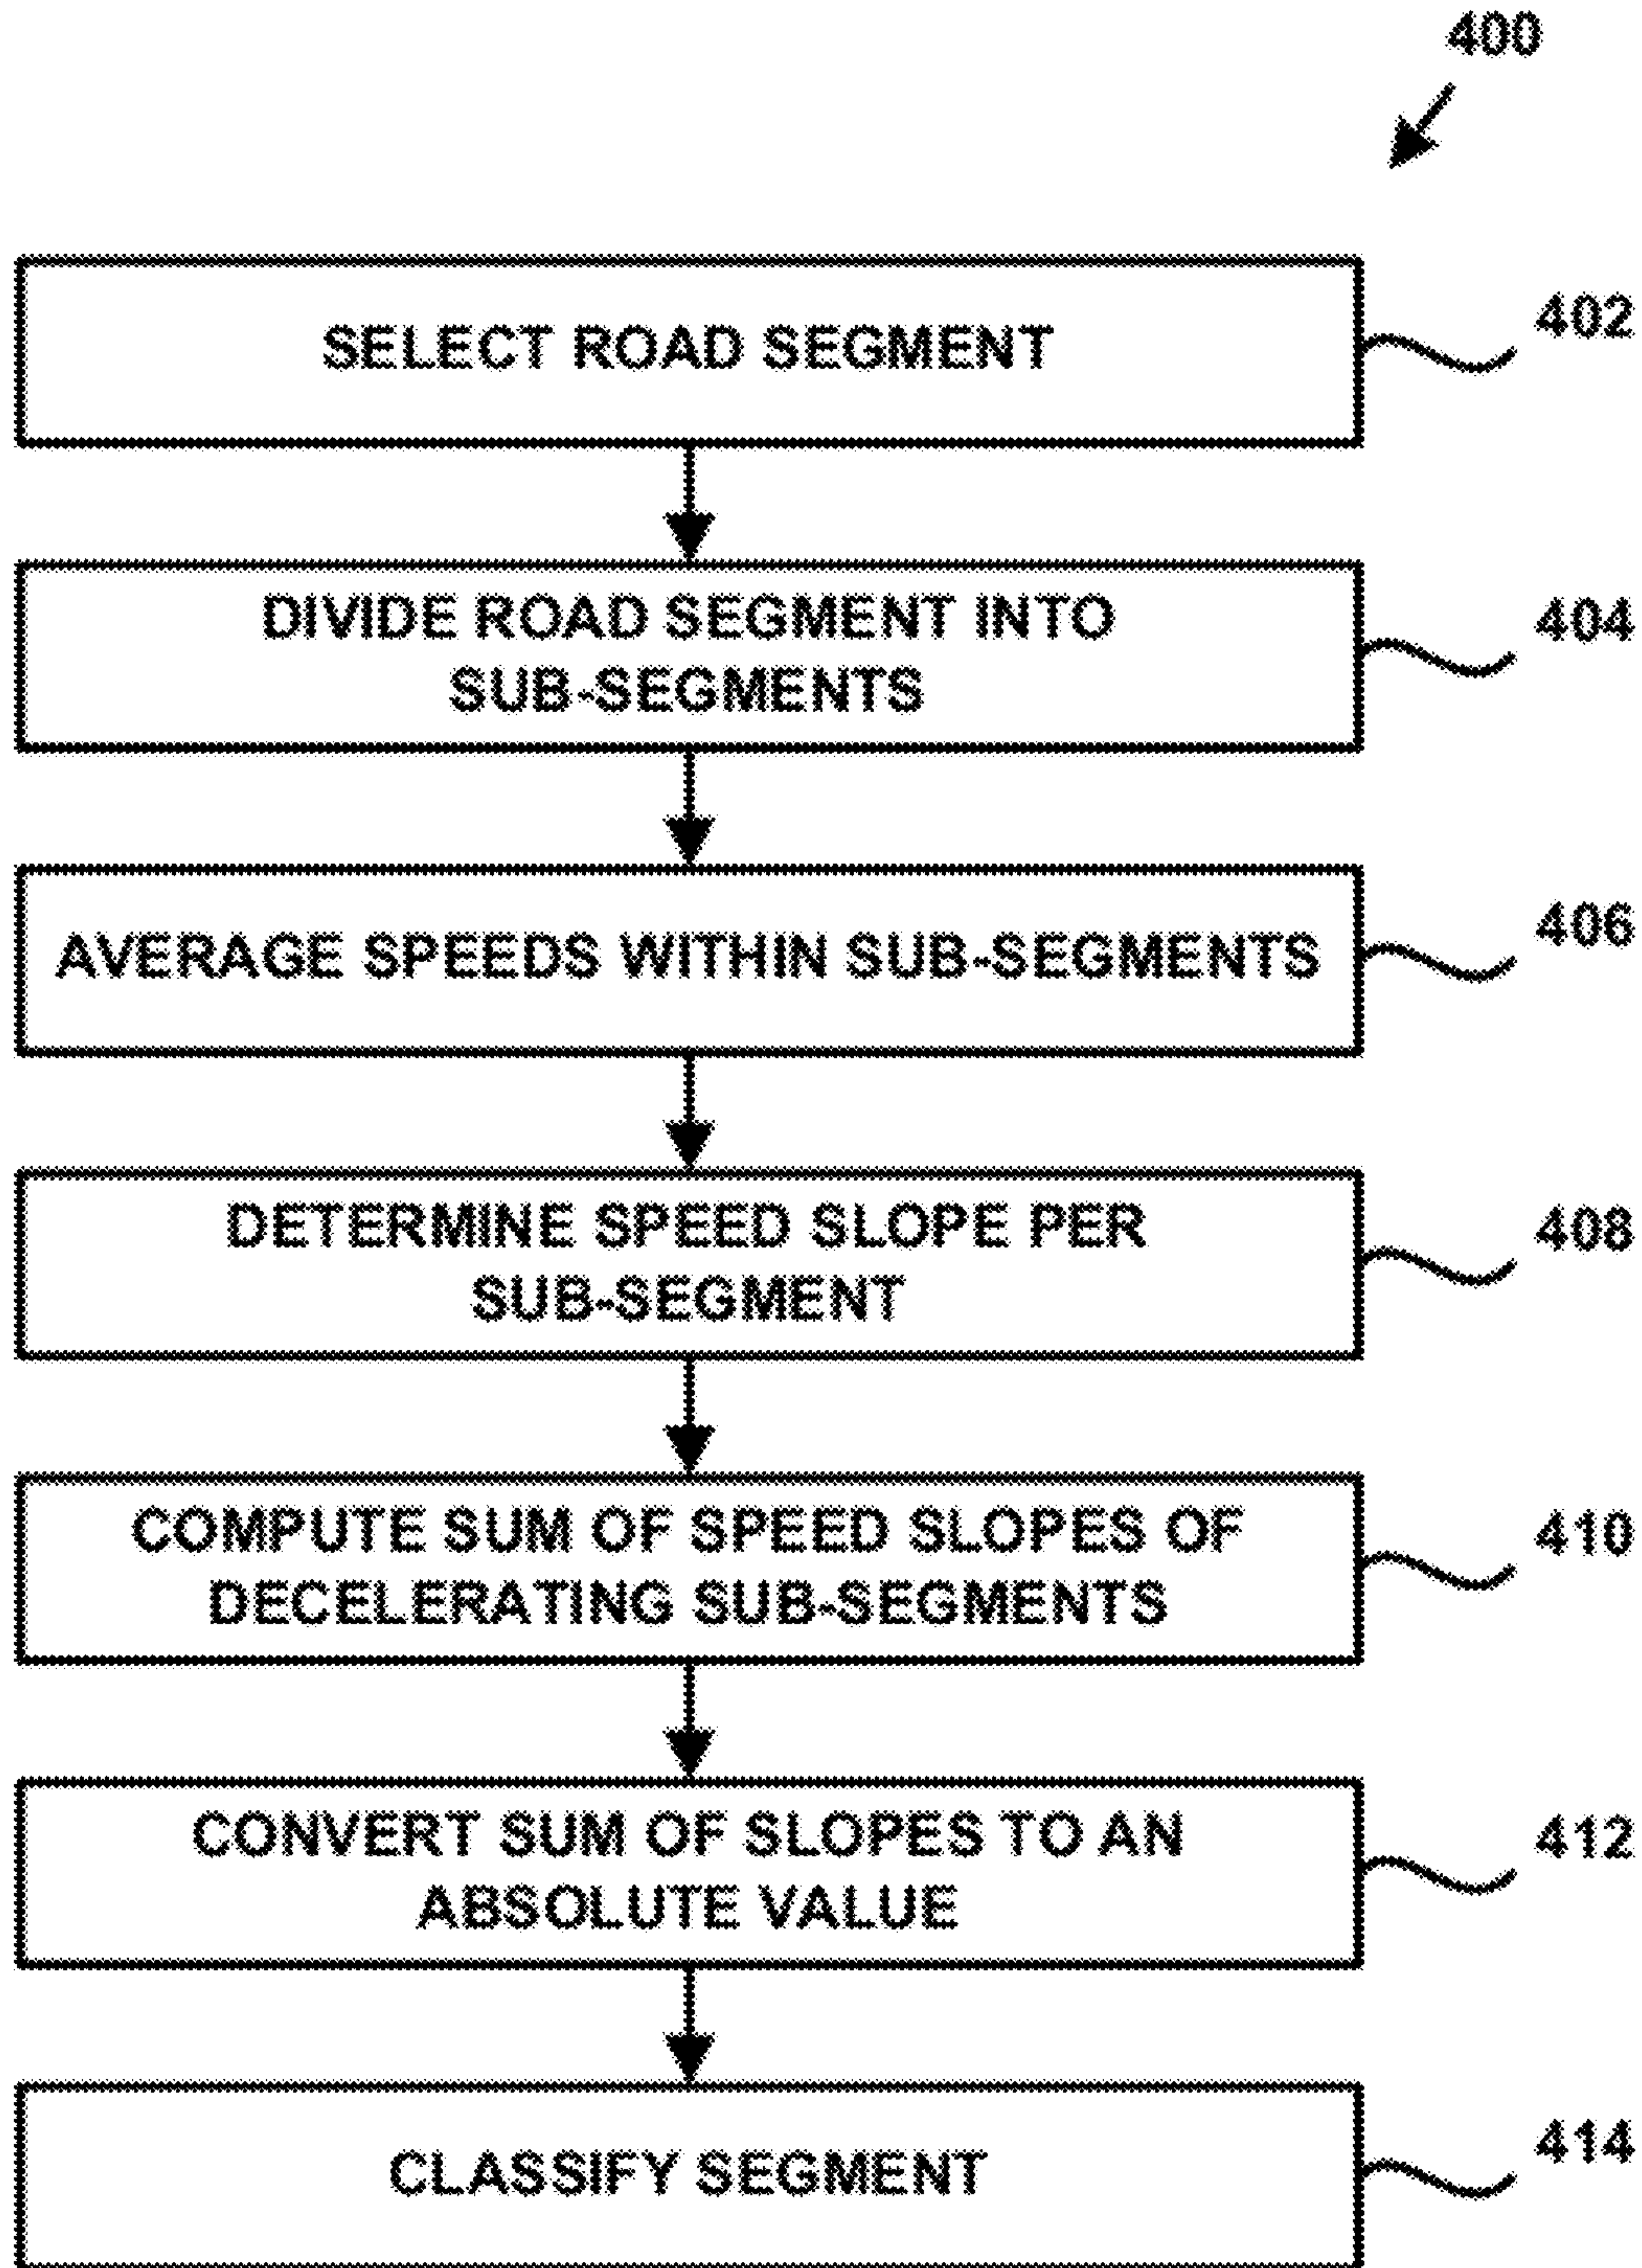 400
SELECT ROAD SEGMENT
402
DIVIDE ROAD SEGMENT INTO
SUB-SEGMENTS
404
AVERAGE SPEEDS WITHIN SUB-SEGMENTS
406
DETERMINE SPEED SLOPE PER
SUB-SEGMENT
408
COMPUTE SUM OF SPEED SLOPES OF
DECELERATING SUB-SEGMENTS
410
CONVERT SUM OF SLOPES TO AN
ABSOLUTE VALUE
412
CLASSIFY SEGMENT
414